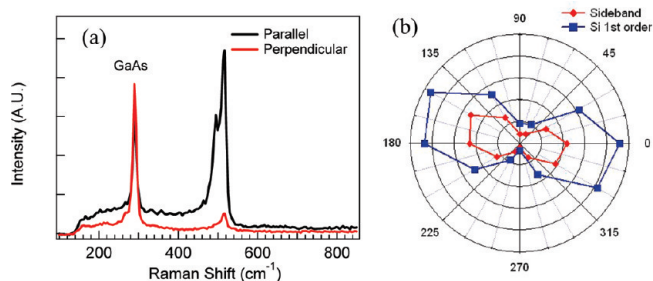 (a)
Parallel
Perpendicular
GaAs
Intensity (A.U.)
200
400
600
800
Raman Shift (cm⁻¹)
(b)
Sideband
Si 1st order
90
135
45
180
0
225
315
270